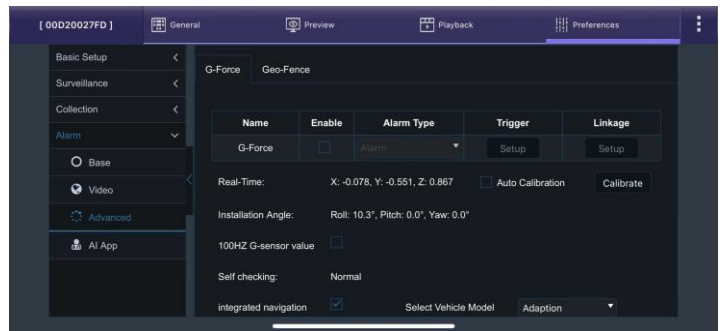 [ 00D20027FD ] General Preview Playback Preferences
Basic Setup
Surveillance
Collection
Alarm
Base
Video
Advanced
AI App
G-Force Geo-Fence
Name Enable Alarm Type Trigger Linkage
G-Force Alarm Setup Setup
Real-Time: X: -0.078, Y: -0.551, Z: 0.867 Auto Calibration Calibrate
Installation Angle: Roll: 10.3°, Pitch: 0.0°, Yaw: 0.0°
100HZ G-sensor value
Self checking: Normal
integrated navigation Select Vehicle Model Adaption